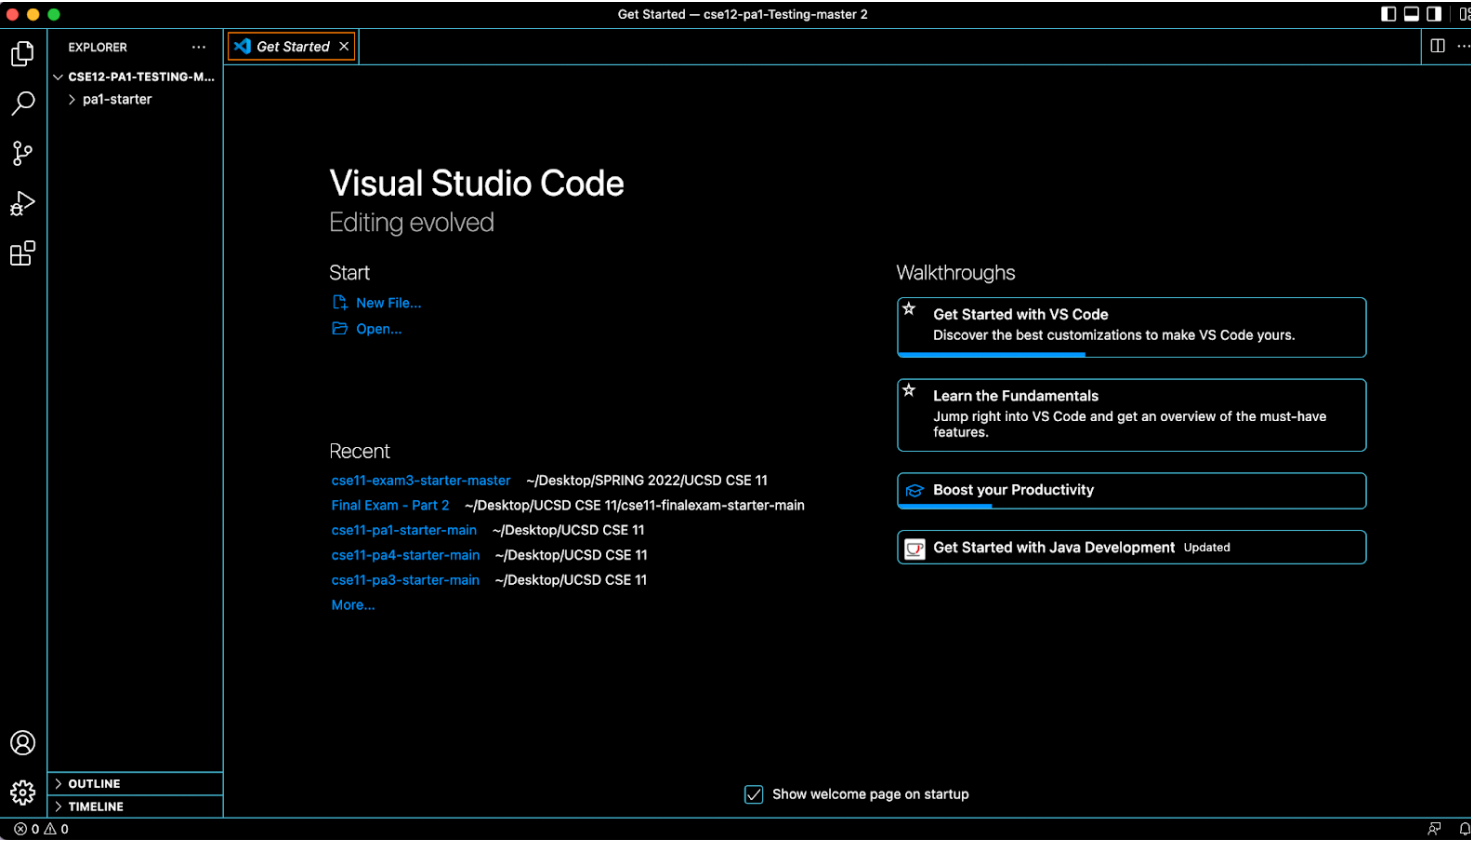 Get Started — cse12-pa1-Testing-master 2
EXPLORER
Get Started
CSE12-PA1-TESTING-M...
pa1-starter
Visual Studio Code
Editing evolved
Start
New File...
Open...
Recent
cse11-exam3-starter-master ~/Desktop/SPRING 2022/UCSD CSE 11
Final Exam - Part 2 ~/Desktop/UCSD CSE 11/cse11-finalexam-starter-main
cse11-pa1-starter-main ~/Desktop/UCSD CSE 11
cse11-pa4-starter-main ~/Desktop/UCSD CSE 11
cse11-pa3-starter-main ~/Desktop/UCSD CSE 11
More...
Walkthroughs
Get Started with VS Code
Discover the best customizations to make VS Code yours.
Learn the Fundamentals
Jump right into VS Code and get an overview of the must-have
features.
Boost your Productivity
Get Started with Java Development Updated
Show welcome page on startup
OUTLINE
TIMELINE
0 0